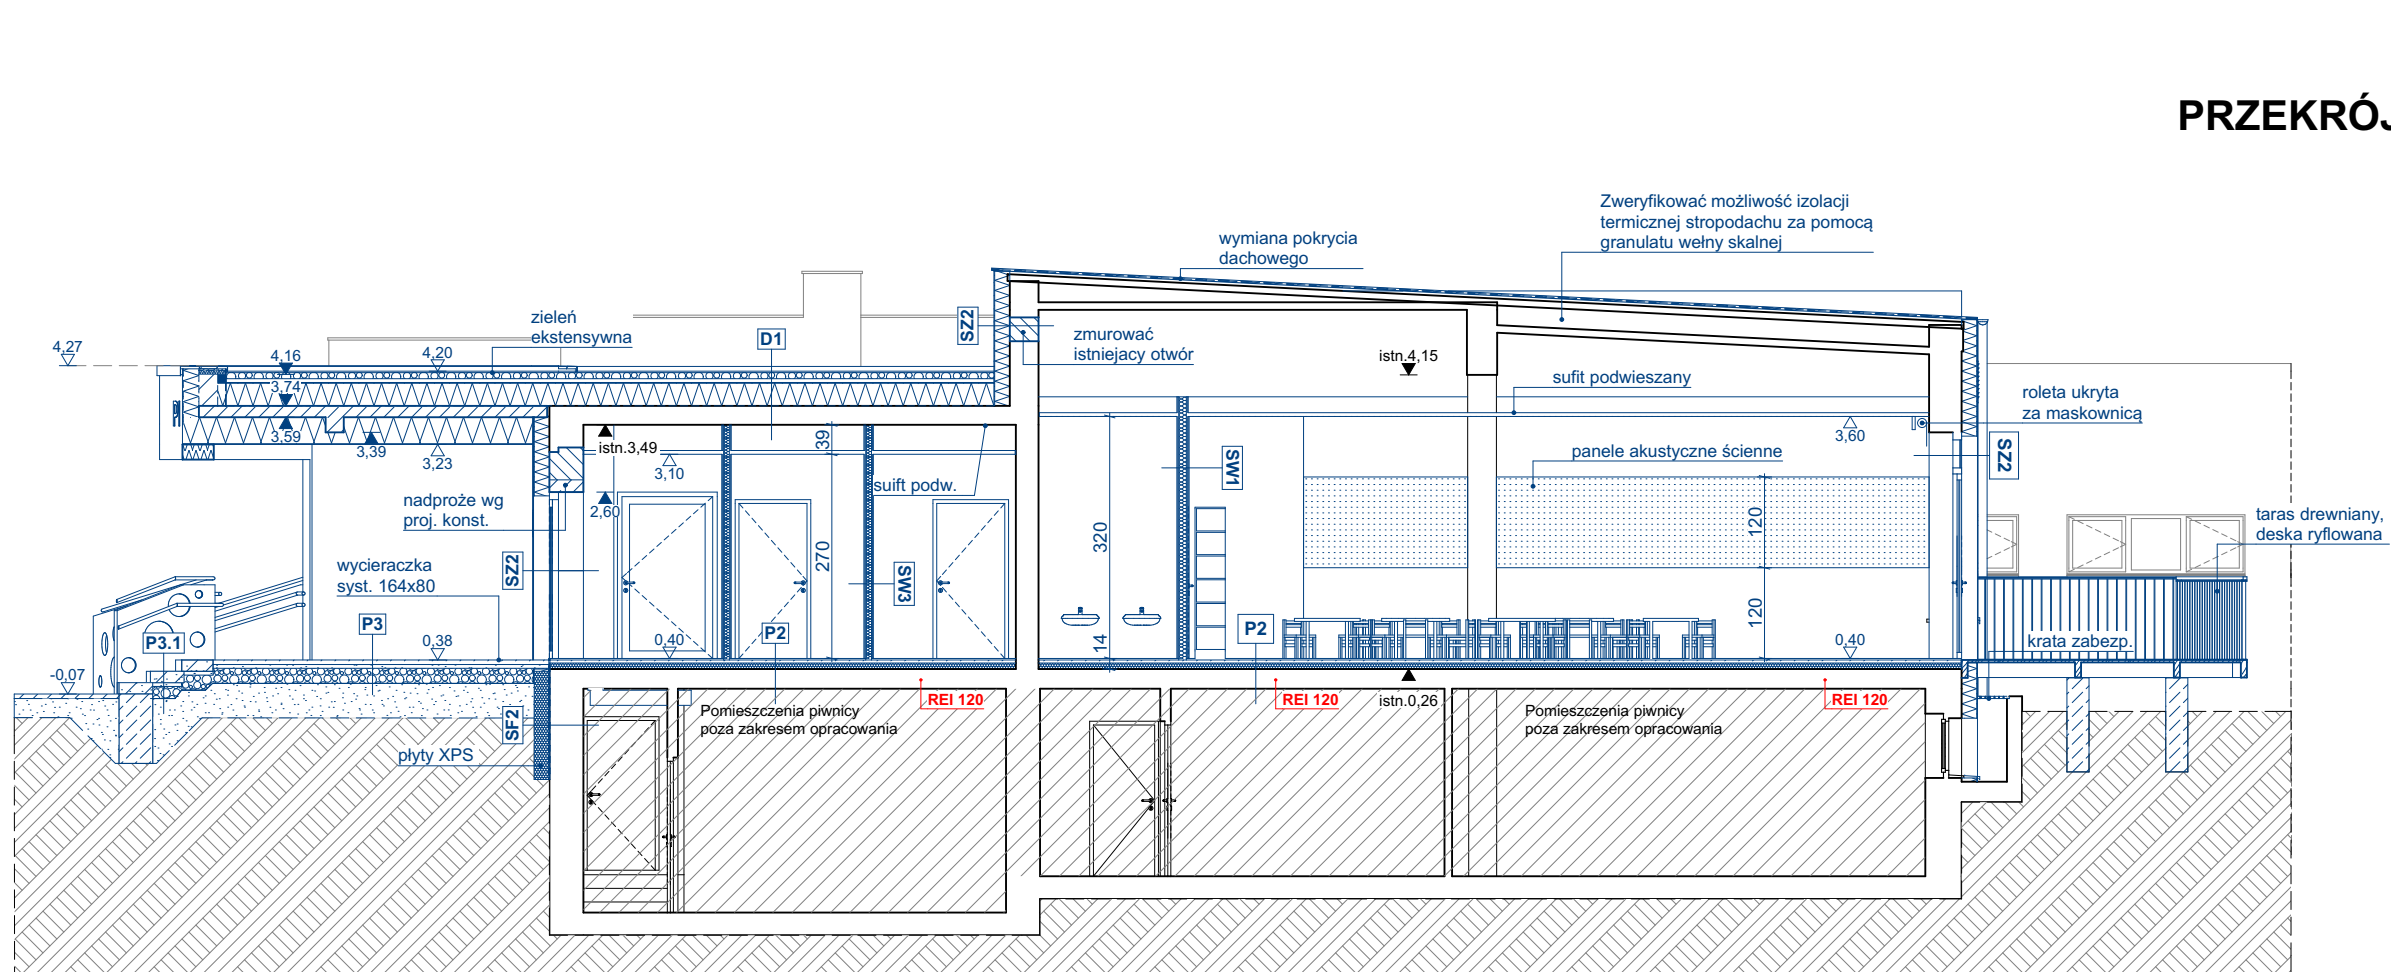 PRZEKRÓJ
Zweryfikować możliwość izolacji
termicznej stropodachu za pomocą
granulatu wełny skalnej
wymiana pokrycia
dachowego
zieleń
ekstensywna
D1
SZ2
zmurować
istniejacy otwór
4,27
4,16
4,20
3,74
3,59
3,39
3,23
istn.4,15
sufit podwieszany
roleta ukryta
za maskownicą
3,60
istn.3,49
3,10
39
suift podw.
SW1
panele akustyczne ścienne
SZ2
nadproże wg
proj. konst.
2,60
270
320
120
taras drewniany,
deska ryflowana
wycieraczka
syst. 164x80
SZ2
SW3
P3
P3.1
0,38
0,40
P2
14
P2
120
0,40
krata zabezp.
-0,07
REI 120
REI 120
istn.0,26
REI 120
SF2
Pomieszczenia piwnicy
poza zakresem opracowania
Pomieszczenia piwnicy
poza zakresem opracowania
płyty XPS